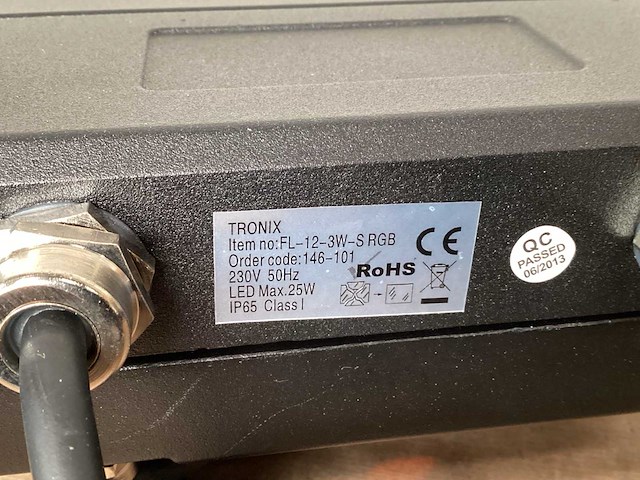 TRONIX
Item no:FL-12-3W-S RGB
Order code:146-101
230V 50Hz
LED Max.25W
IP65 Class I
CE
RoHS
QC
PASSED
06/2013